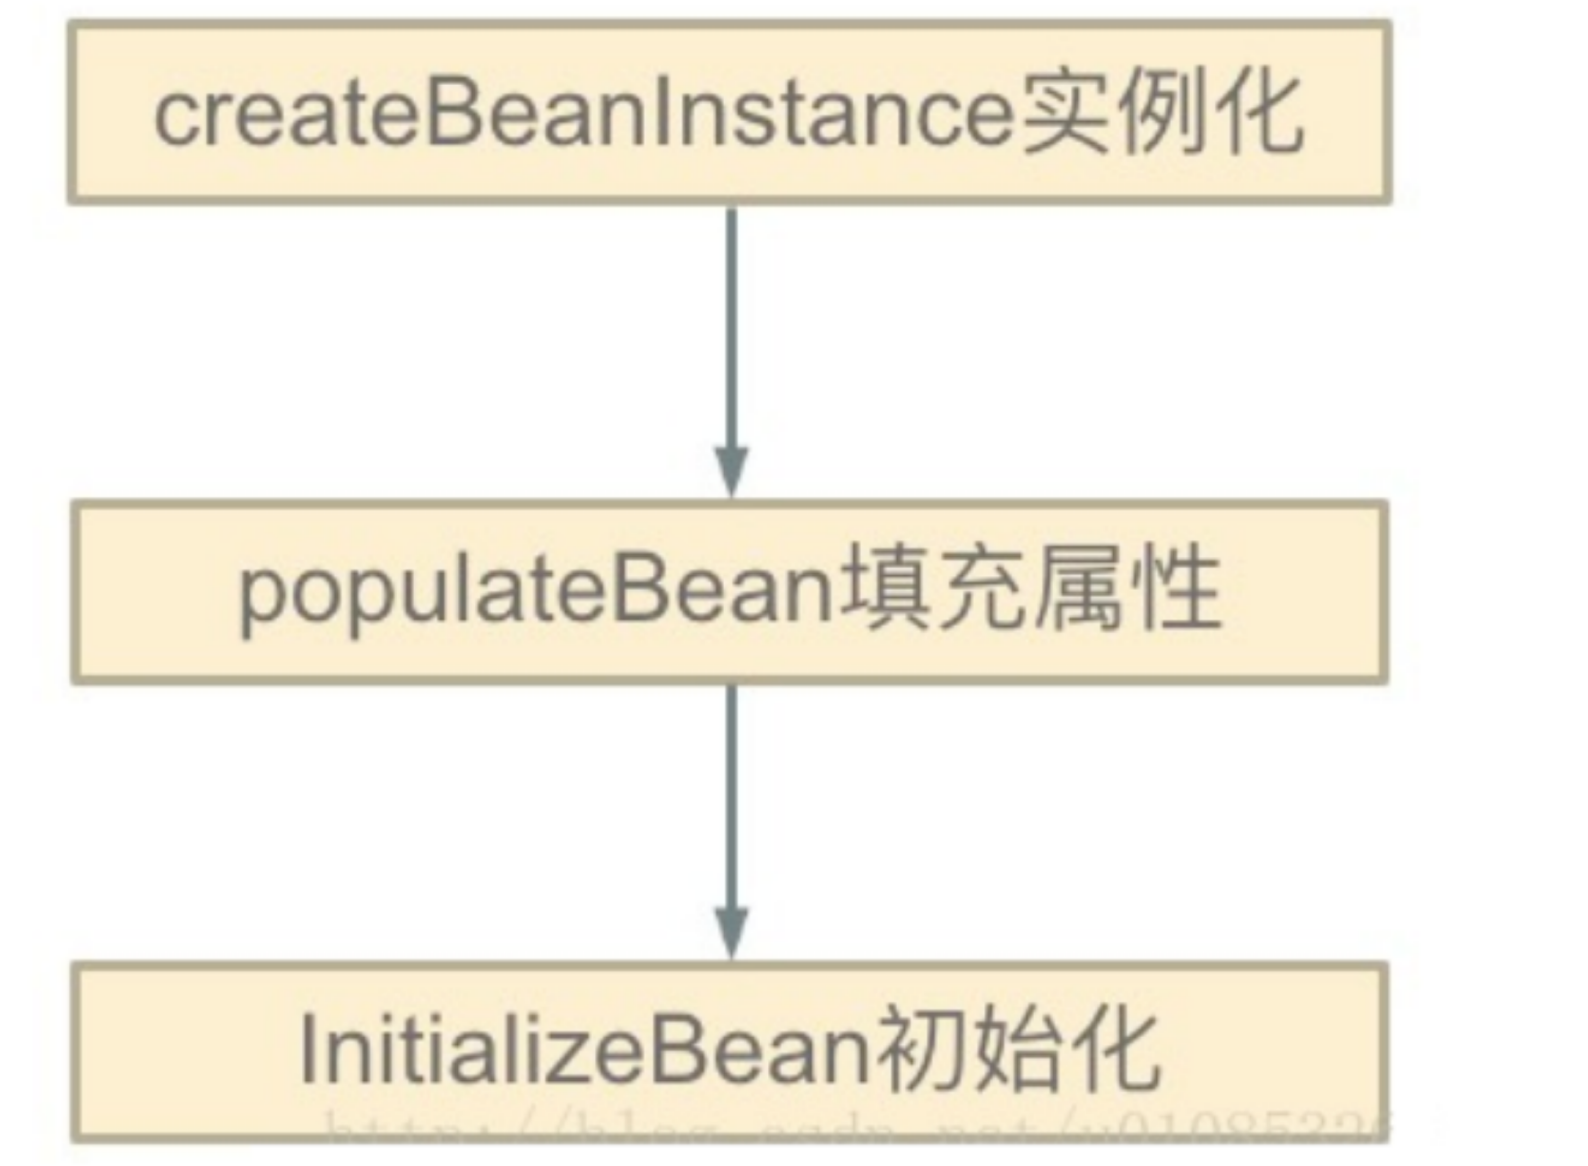 createBeanInstance实例化
populateBean填充属性
InitializeBean初始化